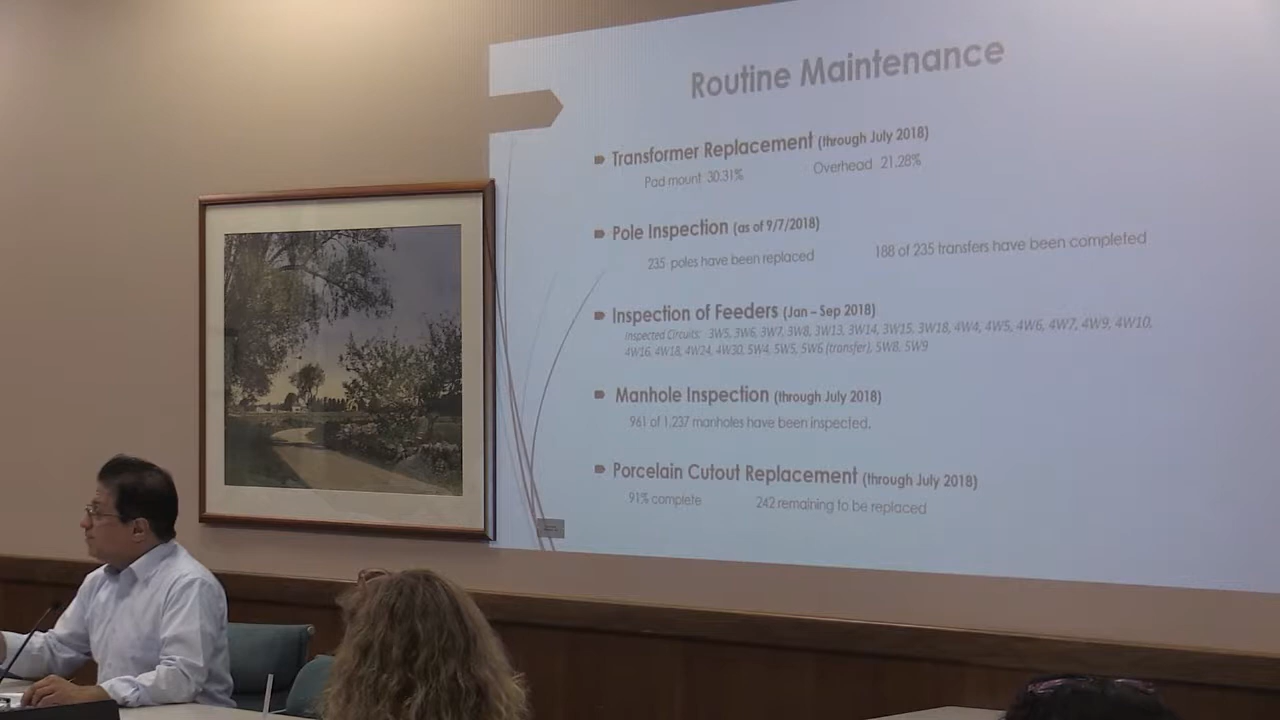 Routine Maintenance
Transformer Replacement (through July 2018)
Pad mount 30.31% Overhead 21.28%
Pole Inspection (as of 9/7/2018)
235 poles have been replaced 188 of 235 transfers have been completed
Inspection of Feeders (Jan – Sep 2018)
Inspected Circuits: 3W5, 3W6, 3W7, 3W8, 3W13, 3W14, 3W15, 3W18, 4W4, 4W5, 4W6, 4W7, 4W9, 4W10,
4W16, 4W18, 4W24, 4W30, 5W4, 5W5, 5W6 (transfer), 5W8, 5W9
Manhole Inspection (through July 2018)
961 of 1,237 manholes have been inspected.
Porcelain Cutout Replacement (through July 2018)
91% complete 242 remaining to be replaced